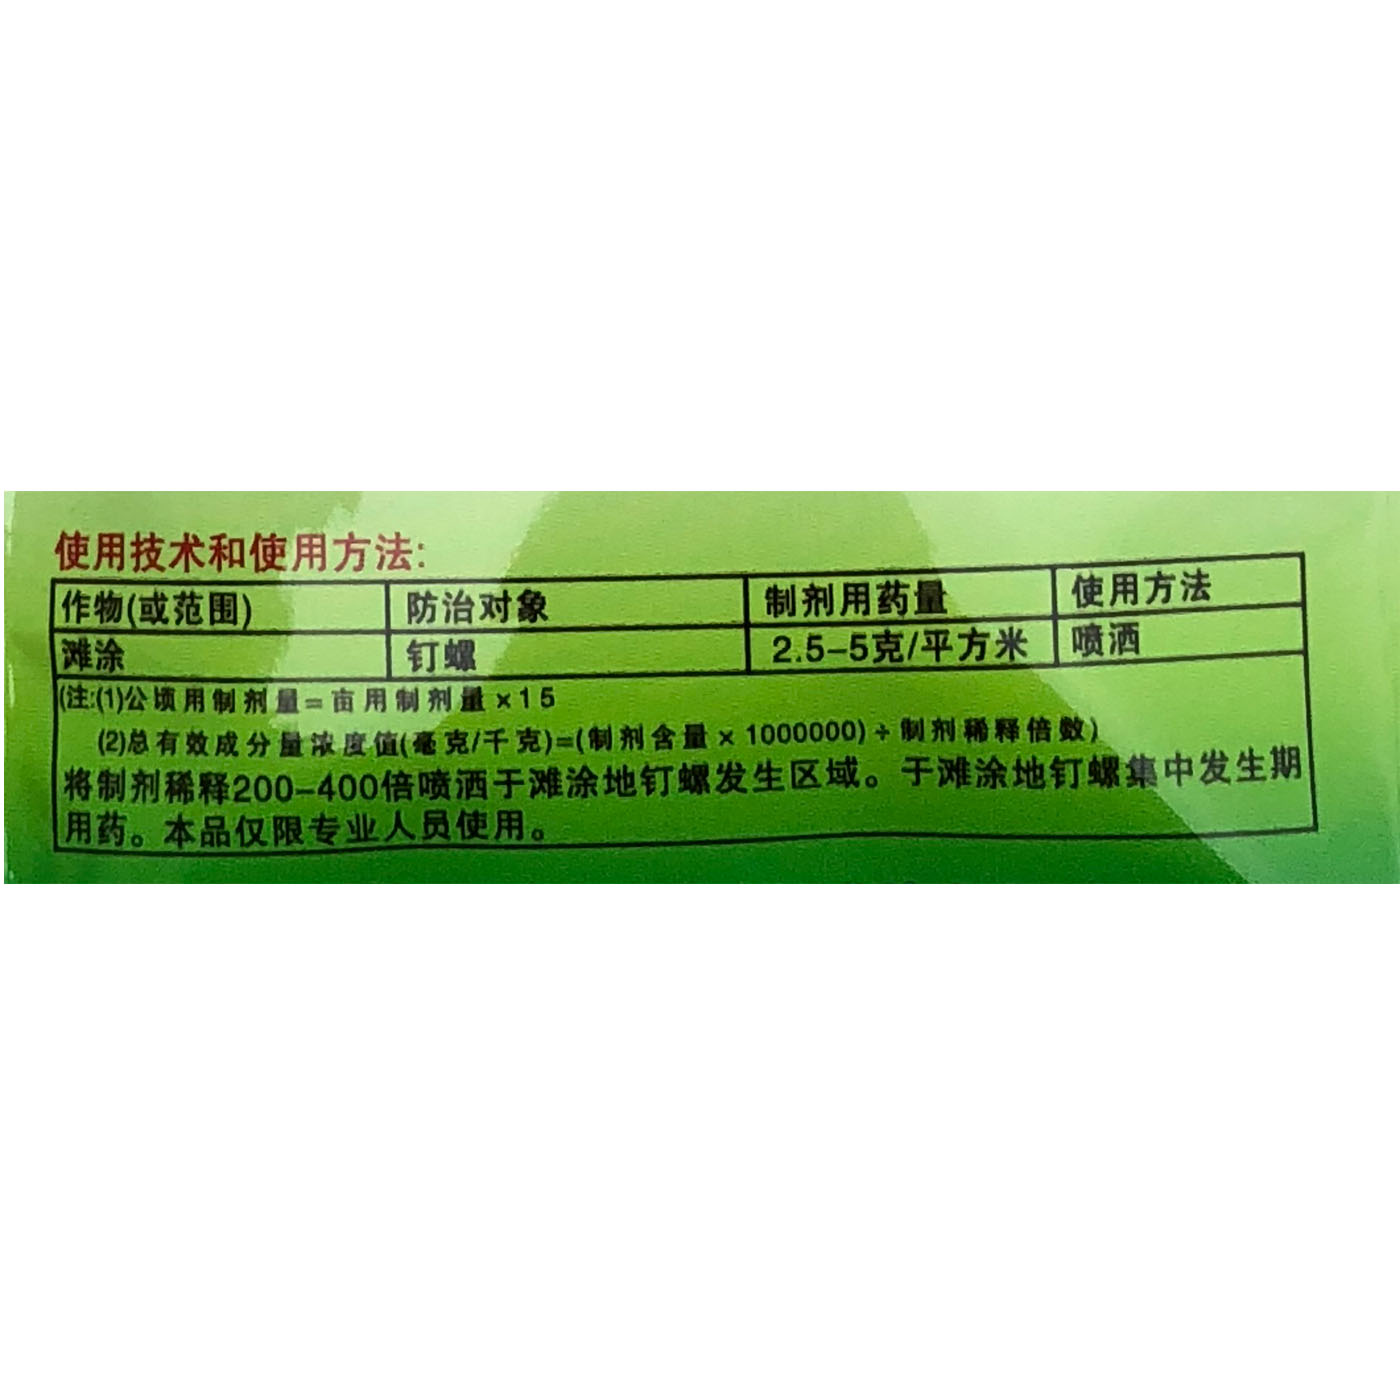 使用技术和使用方法:
作物(或范围) 防治对象 制剂用药量 使用方法
滩涂 钉螺 2.5-5克/平方米 喷洒
(注:(1)公顷用制剂量=亩用制剂量×15
(2)总有效成分量浓度值(毫克/千克)=(制剂含量×1000000)÷制剂稀释倍数)
将制剂稀释200-400倍喷洒于滩涂地钉螺发生区域。于滩涂地钉螺集中发生期
用药。本品仅限专业人员使用。